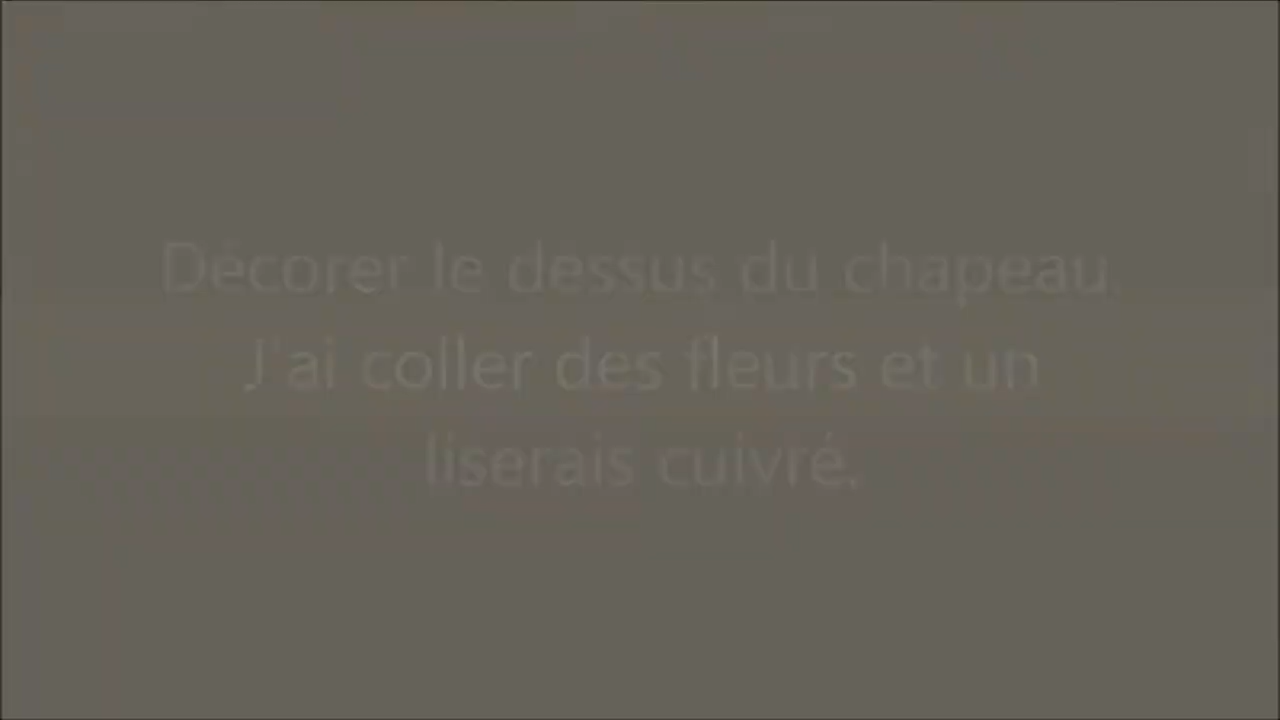 Décorer le dessus du chapeau
J'ai coller des fleurs et un
liserais cuivré.